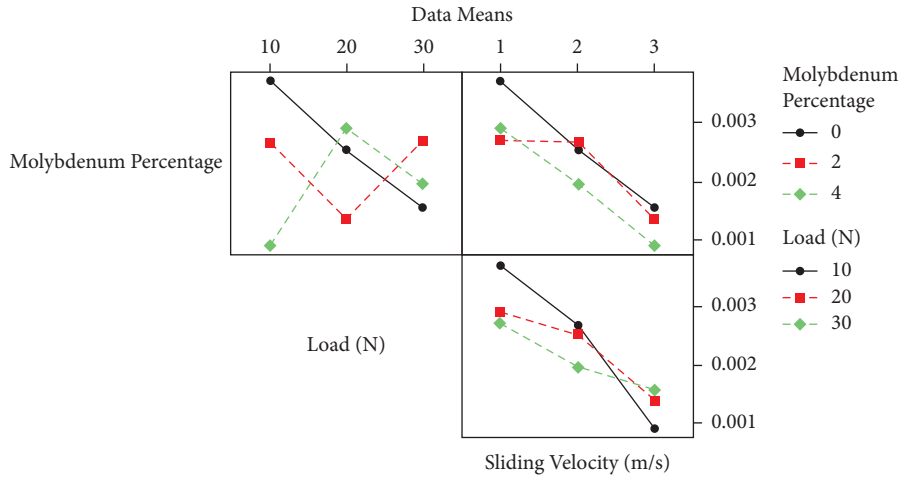 Data Means
10 20 30 1 2 3
Molybdenum Percentage
0.003
0.002
0.001
Load (N)
0.003
0.002
0.001
Sliding Velocity (m/s)
Molybdenum
Percentage
0
2
4
Load (N)
10
20
30